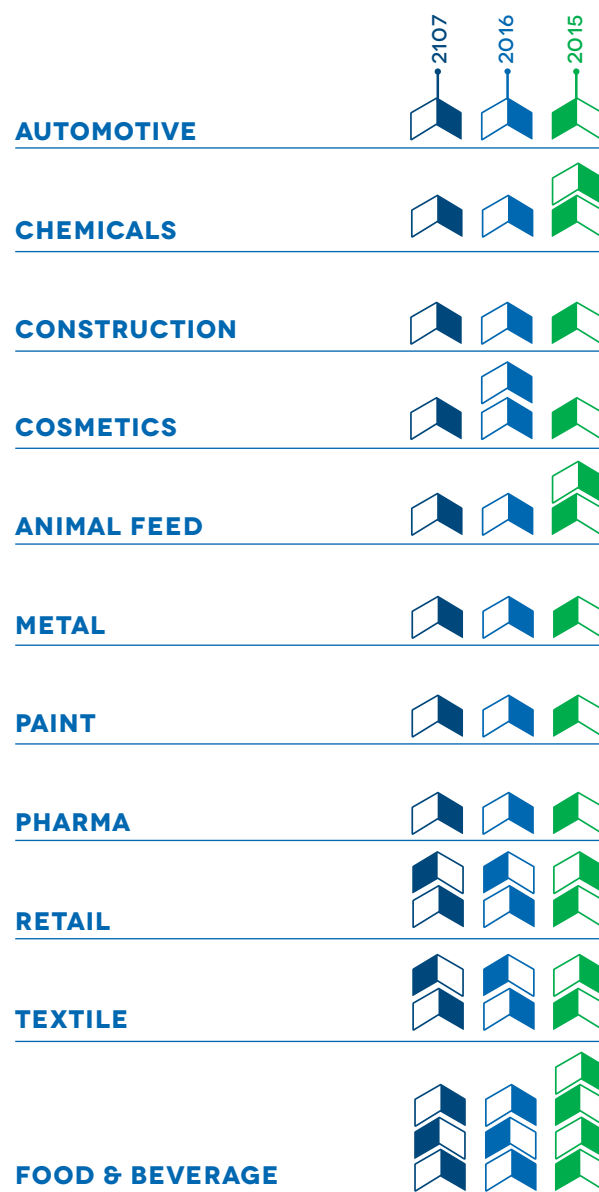 2107
2016
2015
AUTOMOTIVE
CHEMICALS
CONSTRUCTION
COSMETICS
ANIMAL FEED
METAL
PAINT
PHARMA
RETAIL
TEXTILE
FOOD & BEVERAGE